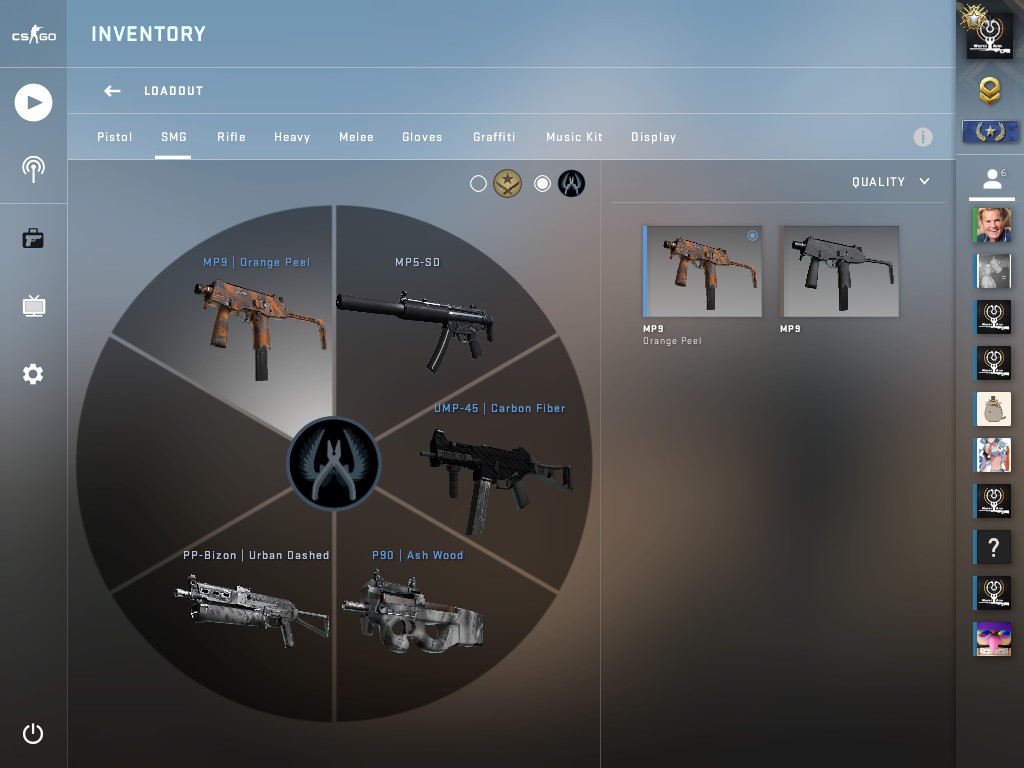 CS GO
INVENTORY
LOADOUT
Pistol SMG Rifle Heavy Melee Gloves Graffiti Music Kit Display
i
QUALITY
6
MP9 | Orange Peel
MP5-SD
MP9
Orange Peel
MP9
UMP-45 | Carbon Fiber
PP-Bizon | Urban Dashed
P90 | Ash Wood
?